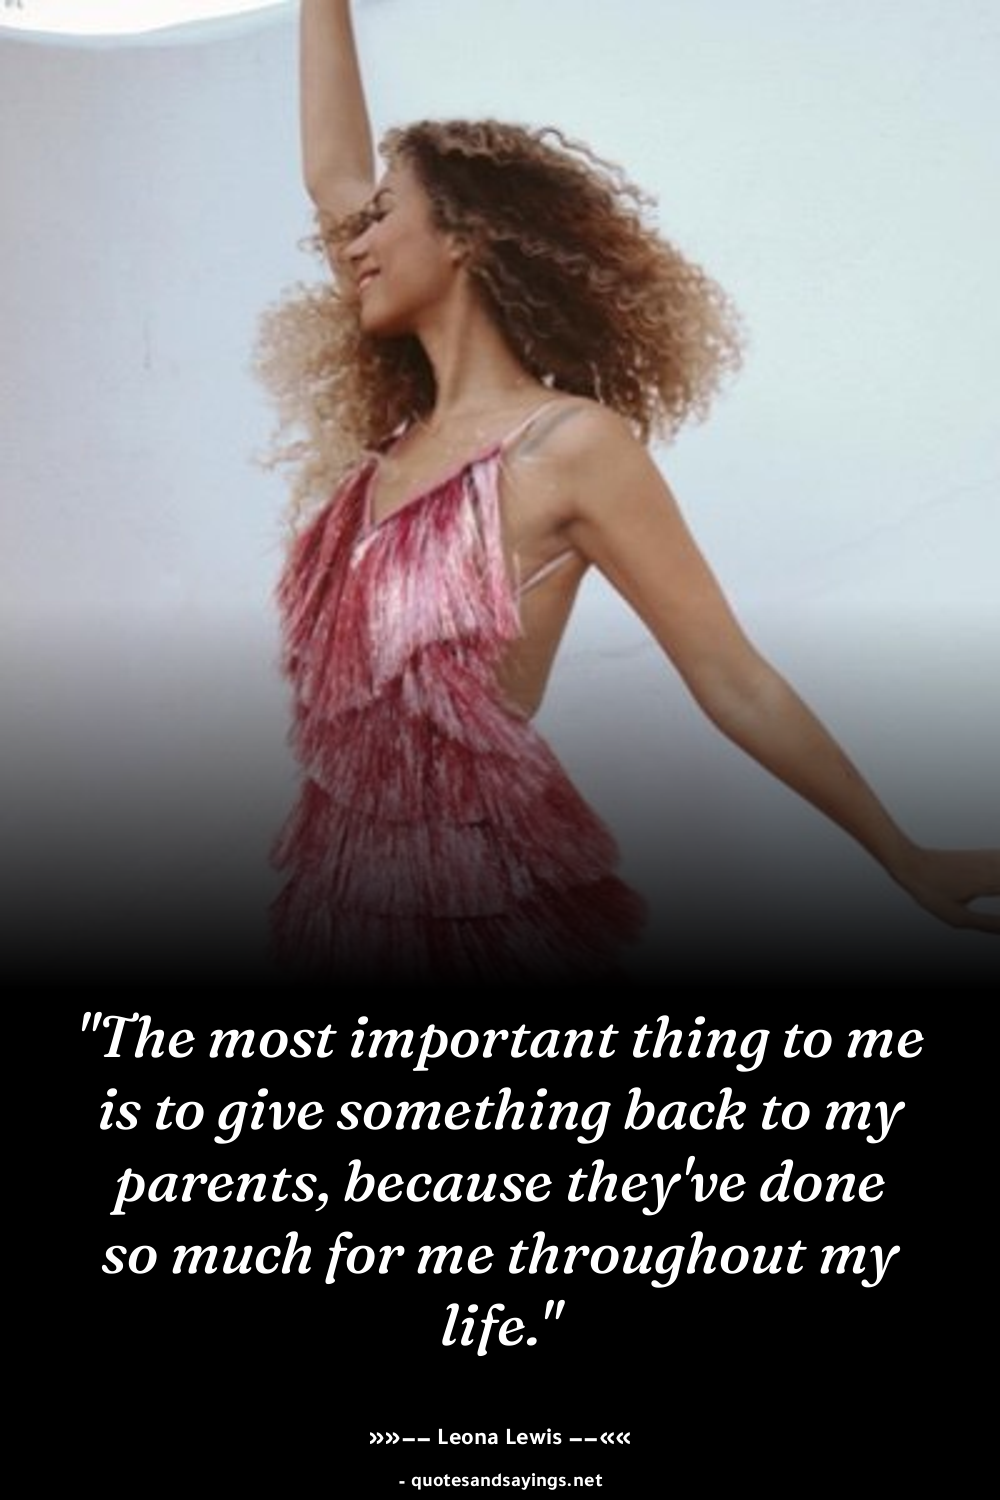 "The most important thing to me
is to give something back to my
parents, because they've done
so much for me throughout my
life."
»»–– Leona Lewis ––««
- quotesandsayings.net